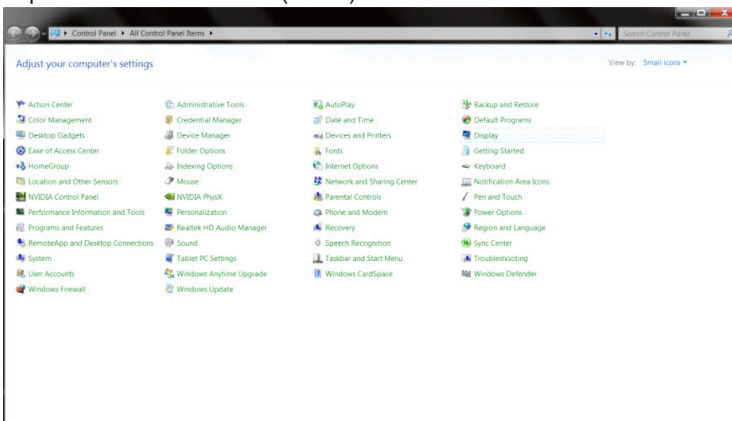 Control Panel ▸ All Control Panel Items ▸ Search Control Panel
Adjust your computer's settings View by: Small icons
Action Center Administrative Tools AutoPlay Backup and Restore
Color Management Credential Manager Date and Time Default Programs
Desktop Gadgets Device Manager Devices and Printers Display
Ease of Access Center Folder Options Fonts Getting Started
HomeGroup Indexing Options Internet Options Keyboard
Location and Other Sensors Mouse Network and Sharing Center Notification Area Icons
NVIDIA Control Panel NVIDIA PhysX Parental Controls Pen and Touch
Performance Information and Tools Personalization Phone and Modem Power Options
Programs and Features Realtek HD Audio Manager Recovery Region and Language
RemoteApp and Desktop Connections Sound Speech Recognition Sync Center
System Tablet PC Settings Taskbar and Start Menu Troubleshooting
User Accounts Windows Anytime Upgrade Windows CardSpace Windows Defender
Windows Firewall Windows Update